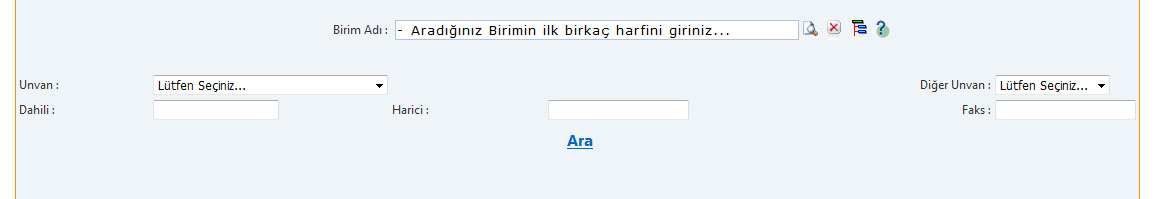 Birim Adı : - Aradığınız Birimin ilk birkaç harfini giriniz...
Unvan : Lütfen Seçiniz... Diğer Unvan : Lütfen Seçiniz...
Dahili : Harici : Faks :
Ara